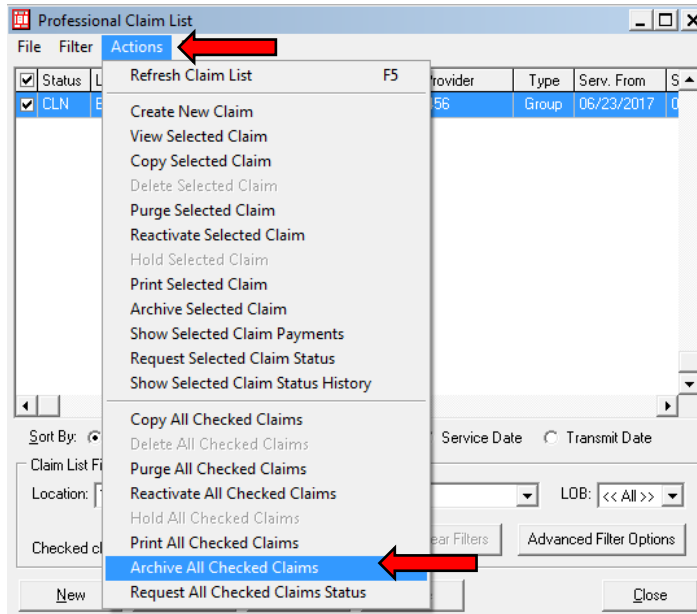 Professional Claim List
File Filter Actions
Status L Provider Type Serv. From S
CLN E 56 Group 06/23/2017 0
Refresh Claim List F5
Create New Claim
View Selected Claim
Copy Selected Claim
Delete Selected Claim
Purge Selected Claim
Reactivate Selected Claim
Hold Selected Claim
Print Selected Claim
Archive Selected Claim
Show Selected Claim Payments
Request Selected Claim Status
Show Selected Claim Status History
Copy All Checked Claims
Delete All Checked Claims
Purge All Checked Claims
Reactivate All Checked Claims
Hold All Checked Claims
Print All Checked Claims
Archive All Checked Claims
Request All Checked Claims Status
Sort By: Service Date Transmit Date
Claim List Fi
Location: LOB: << All >>
Checked cl ear Filters Advanced Filter Options
New Close